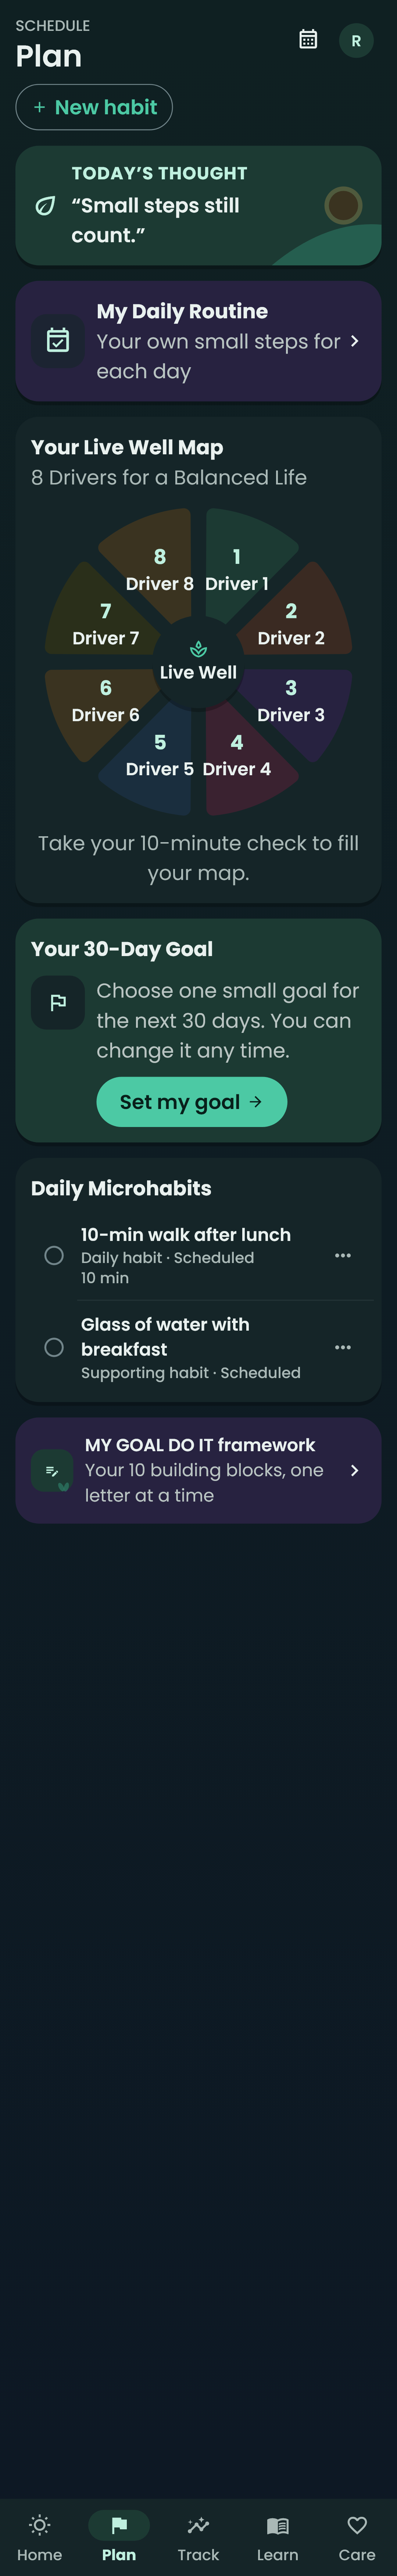 SCHEDULE
Plan
R
+ New habit
TODAY'S THOUGHT
“Small steps still
count.”
My Daily Routine
Your own small steps for
each day
Your Live Well Map
8 Drivers for a Balanced Life
8
Driver 8
1
Driver 1
7
Driver 7
2
Driver 2
Live Well
6
Driver 6
3
Driver 3
5
Driver 5
4
Driver 4
Take your 10-minute check to fill
your map.
Your 30-Day Goal
Choose one small goal for
the next 30 days. You can
change it any time.
Set my goal →
Daily Microhabits
10-min walk after lunch
Daily habit · Scheduled
10 min
Glass of water with
breakfast
Supporting habit · Scheduled
MY GOAL DO IT framework
Your 10 building blocks, one
letter at a time
Home
Plan
Track
Learn
Care